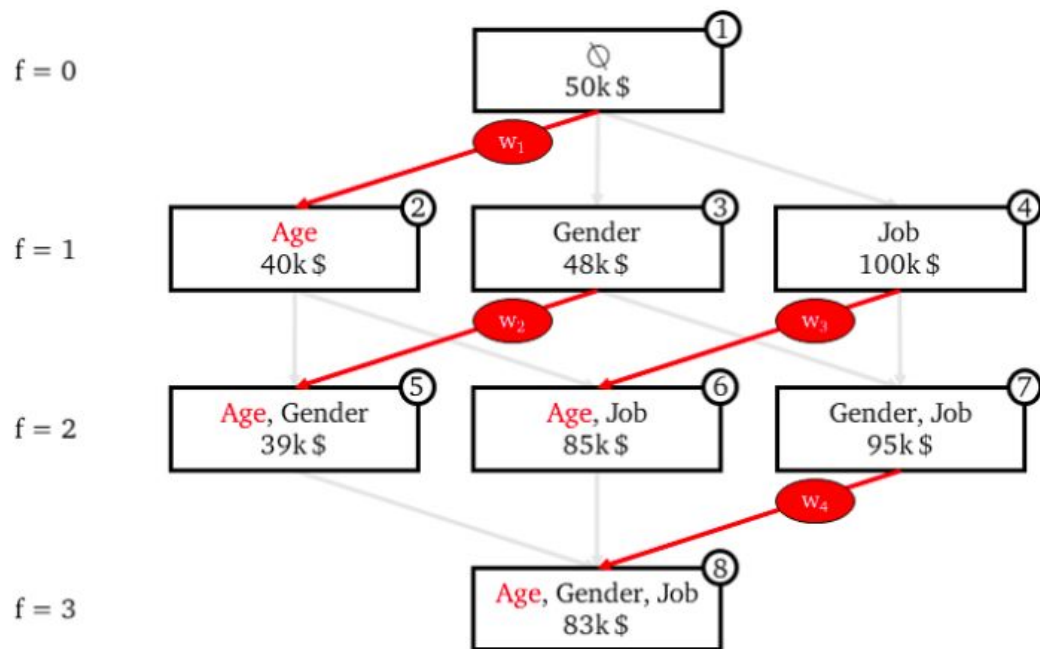 ①
f = 0
∅
50k $
w₁
② ③ ④
f = 1
Age Gender Job
40k $ 48k $ 100k $
w₂ w₃
⑤ ⑥ ⑦
f = 2
Age, Gender Age, Job Gender, Job
39k $ 85k $ 95k $
w₄
⑧
f = 3
Age, Gender, Job
83k $